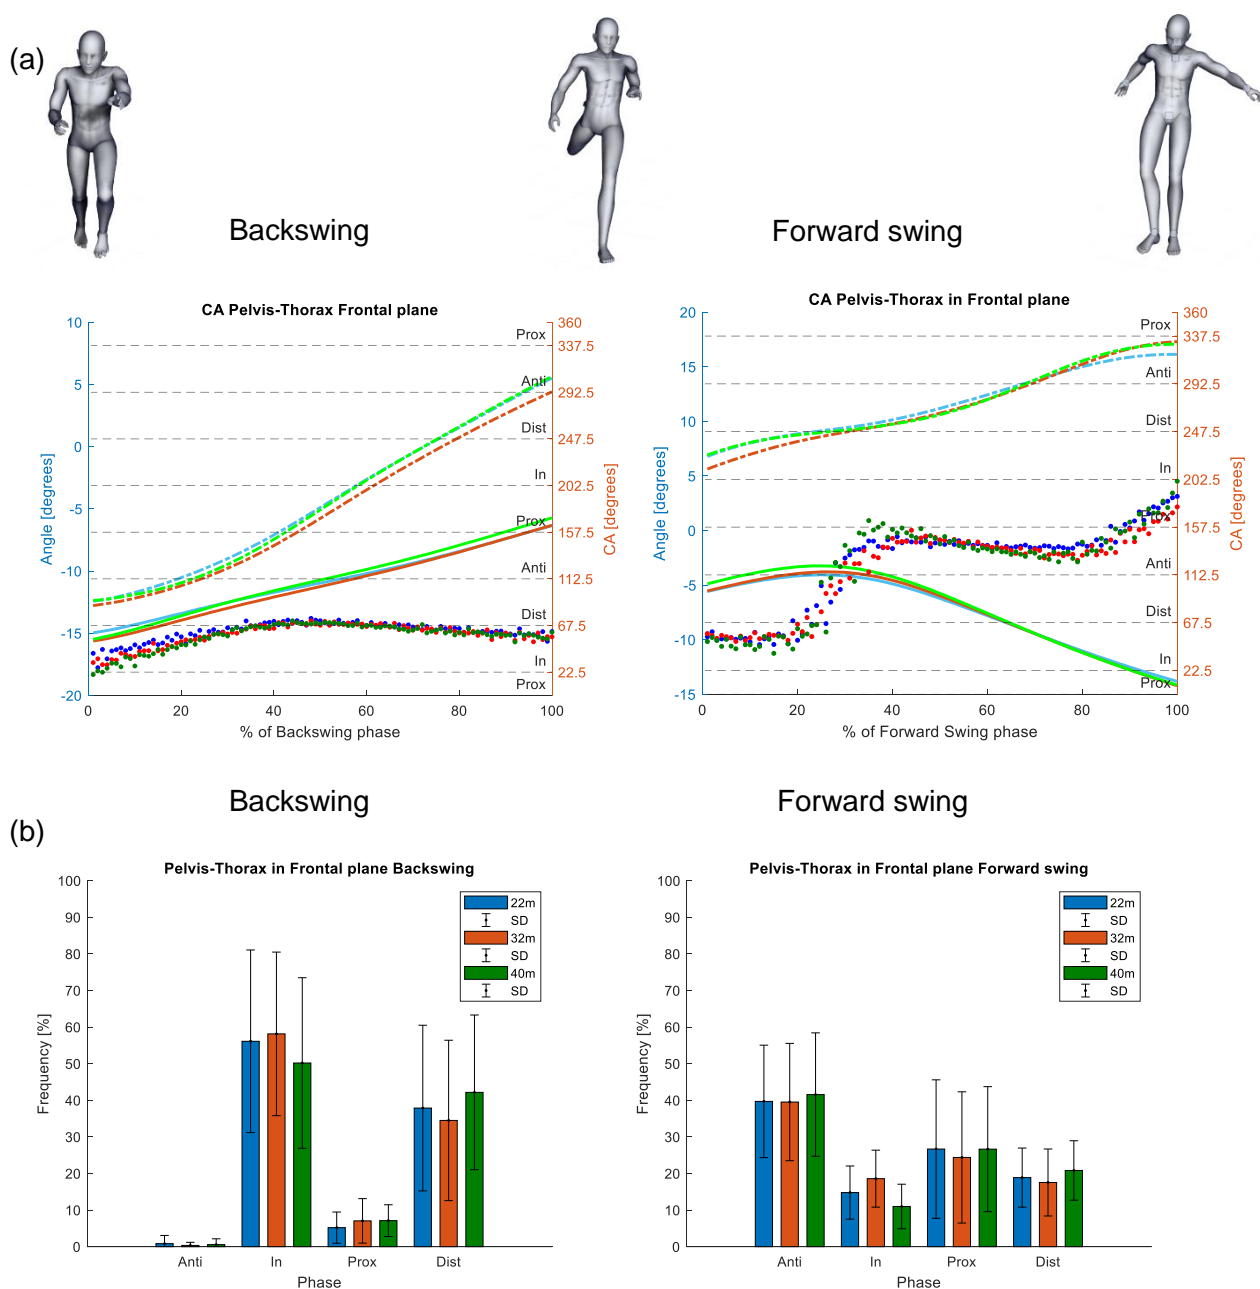 (a)
Backswing
Forward swing
CA Pelvis-Thorax Frontal plane
10
5
0
-5
-10
-15
-20
Angle [degrees]
360
337.5
292.5
247.5
202.5
157.5
112.5
67.5
22.5
CA [degrees]
Prox
Anti
Dist
In
Prox
Anti
Dist
In
Prox
0 20 40 60 80 100
% of Backswing phase
CA Pelvis-Thorax in Frontal plane
20
15
10
5
0
-5
-10
-15
Angle [degrees]
360
337.5
292.5
247.5
202.5
157.5
112.5
67.5
22.5
CA [degrees]
Prox
Anti
Dist
In
Prox
Anti
Dist
In
Prox
0 20 40 60 80 100
% of Forward Swing phase
Backswing
Forward swing
(b)
Pelvis-Thorax in Frontal plane Backswing
100
90
80
70
60
50
40
30
20
10
0
Frequency [%]
22m
SD
32m
SD
40m
SD
Anti In Prox Dist
Phase
Pelvis-Thorax in Frontal plane Forward swing
100
90
80
70
60
50
40
30
20
10
0
Frequency [%]
22m
SD
32m
SD
40m
SD
Anti In Prox Dist
Phase